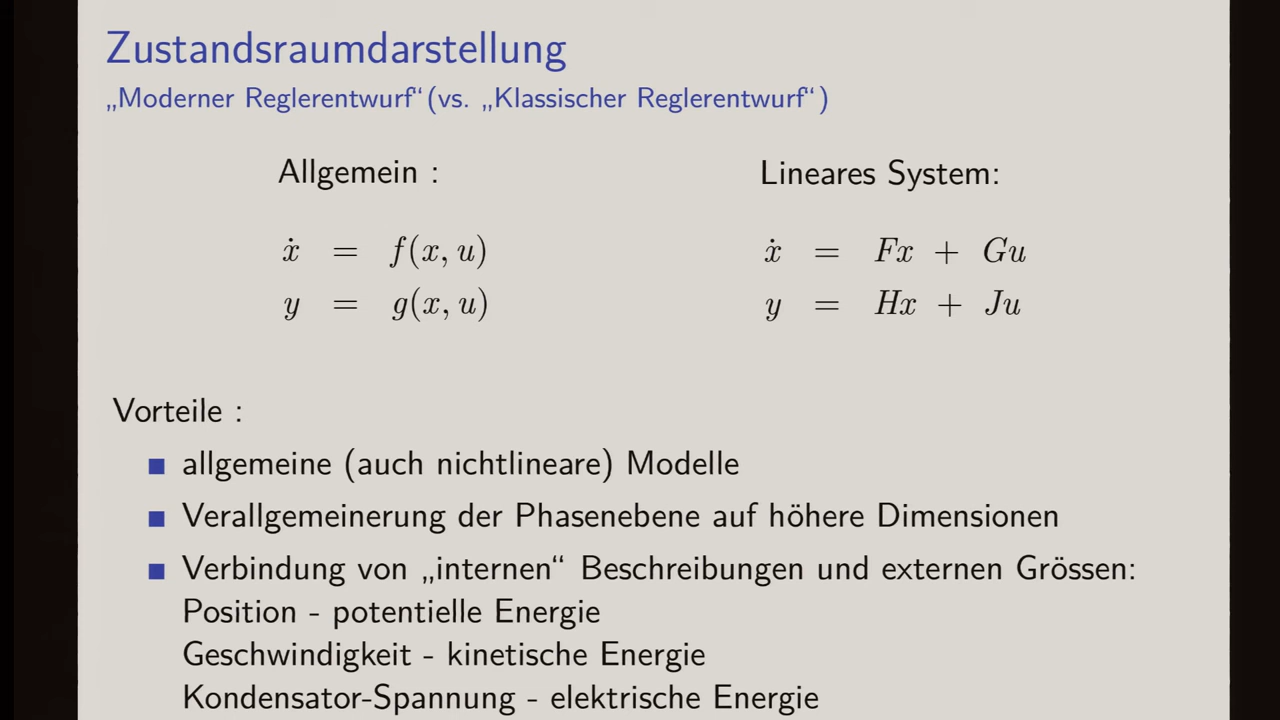 Zustandsraumdarstellung
„Moderner Reglerentwurf“(vs. „Klassischer Reglerentwurf“)
Allgemein : Lineares System:
ẋ = f(x, u) ẋ = Fx + Gu
y = g(x, u) y = Hx + Ju
Vorteile :
allgemeine (auch nichtlineare) Modelle
Verallgemeinerung der Phasenebene auf höhere Dimensionen
Verbindung von „internen“ Beschreibungen und externen Grössen:
Position - potentielle Energie
Geschwindigkeit - kinetische Energie
Kondensator-Spannung - elektrische Energie